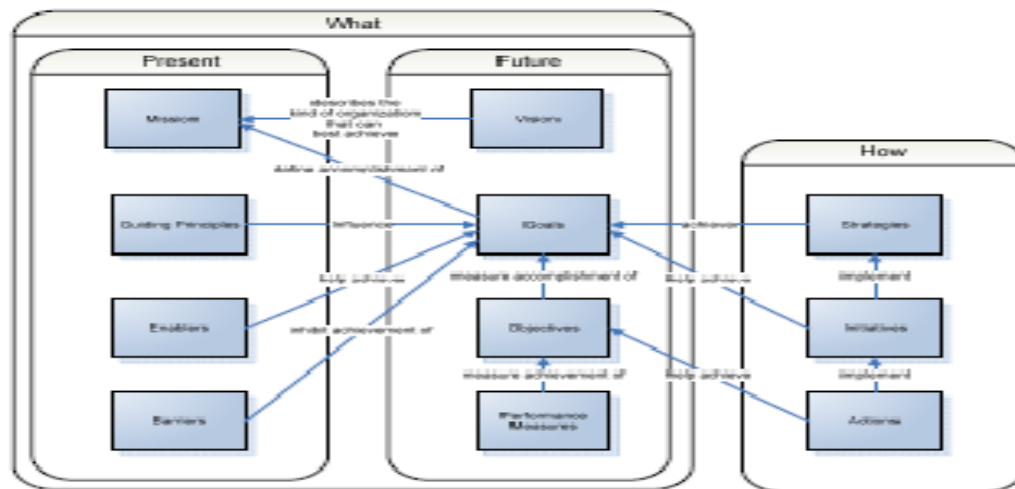 What
Present
Future
How
Mission
describes the
kind of organization
that can
best achieve
Vision
define accomplishment of
Guiding Principles
influence
Goals
achieve
Strategies
help achieve
measure accomplishment of
help achieve
implement
Enablers
inhibit achievement of
Objectives
Initiatives
measure achievement of
help achieve
implement
Barriers
Performance
Measures
Actions